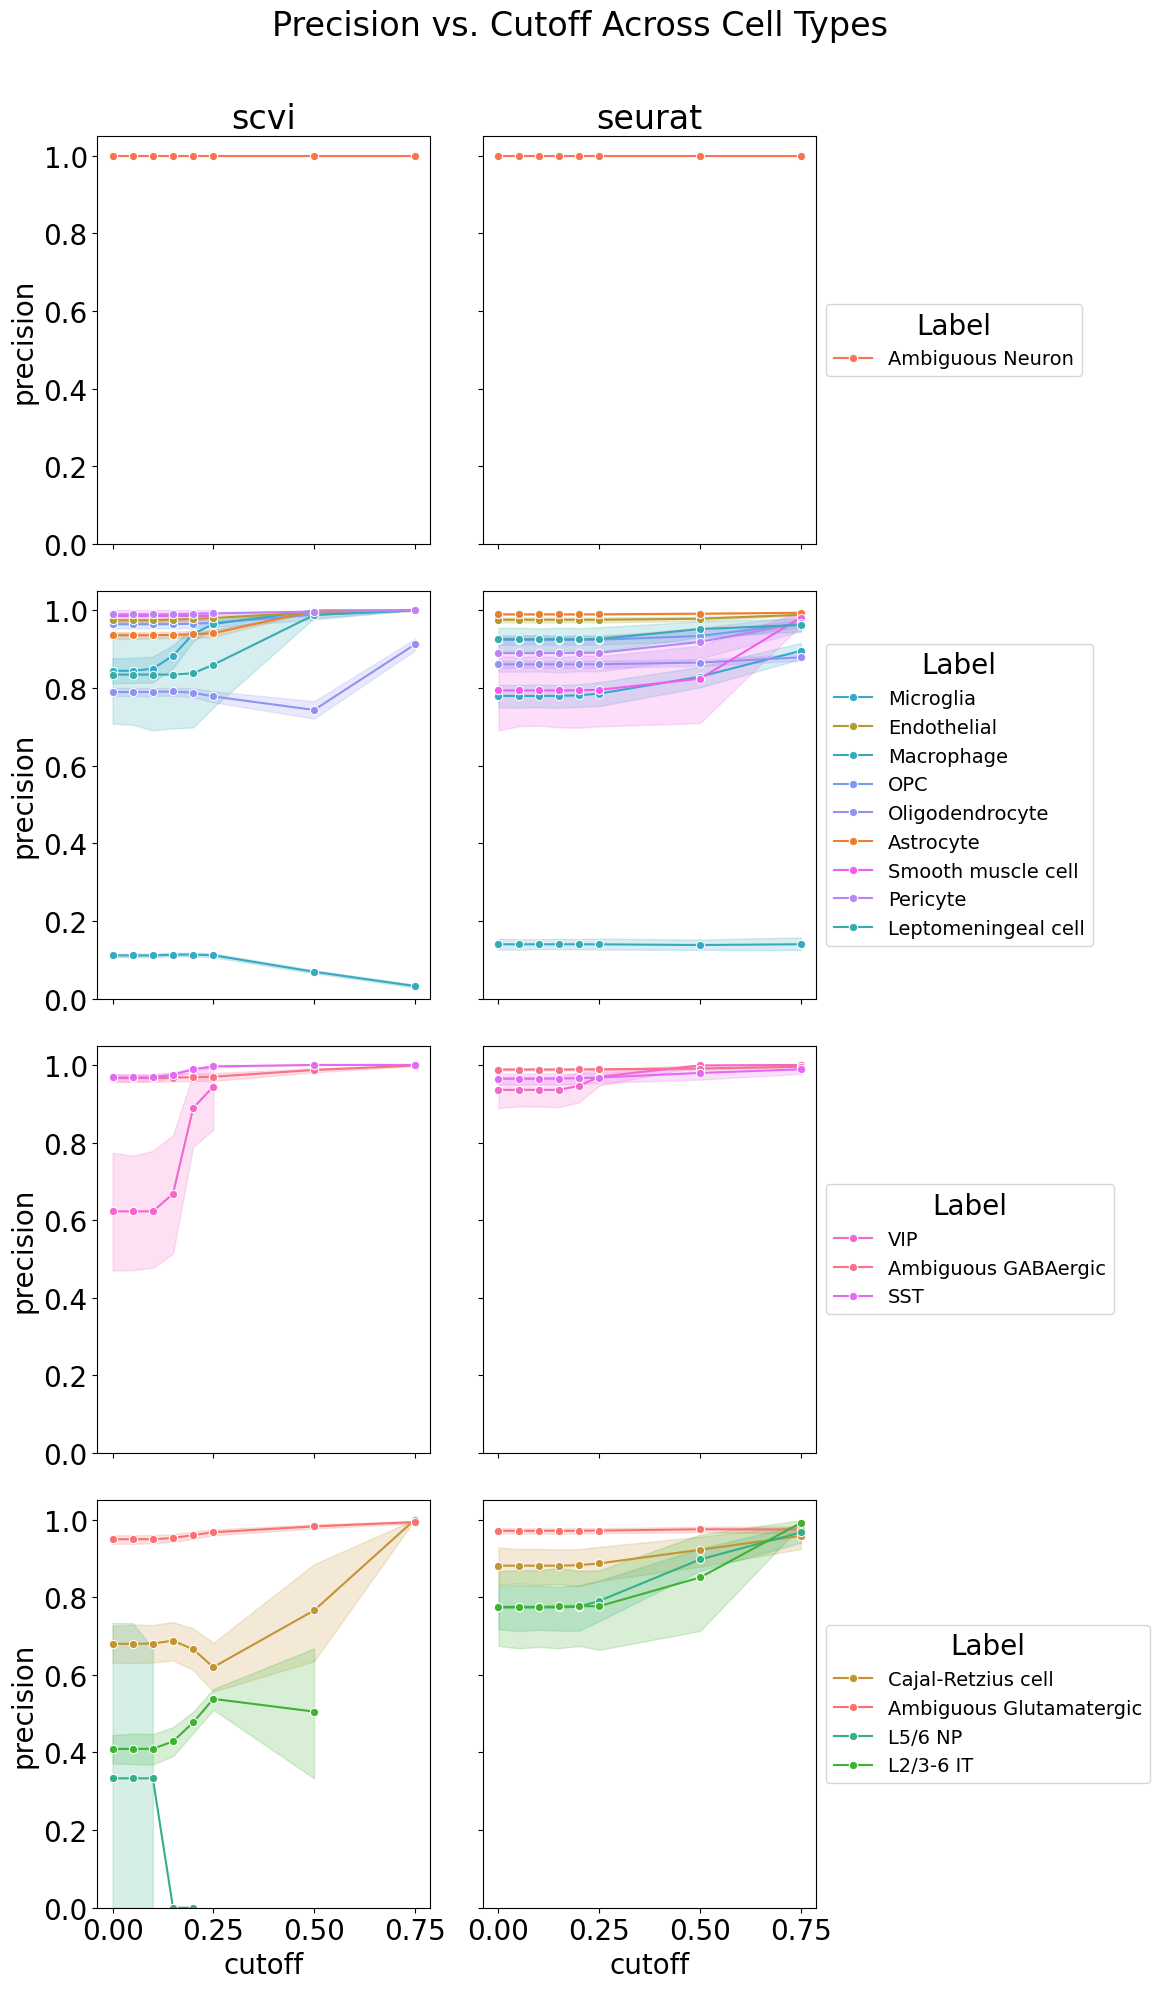 Precision vs. Cutoff Across Cell Types
scvi
seurat
1.0
0.8
0.6
0.4
0.2
0.0
precision
Label
Ambiguous Neuron
1.0
0.8
0.6
0.4
0.2
0.0
precision
Label
Microglia
Endothelial
Macrophage
OPC
Oligodendrocyte
Astrocyte
Smooth muscle cell
Pericyte
Leptomeningeal cell
1.0
0.8
0.6
0.4
0.2
0.0
precision
Label
VIP
Ambiguous GABAergic
SST
1.0
0.8
0.6
0.4
0.2
0.0
precision
Label
Cajal-Retzius cell
Ambiguous Glutamatergic
L5/6 NP
L2/3-6 IT
0.00 0.25 0.50 0.75
cutoff
0.00 0.25 0.50 0.75
cutoff